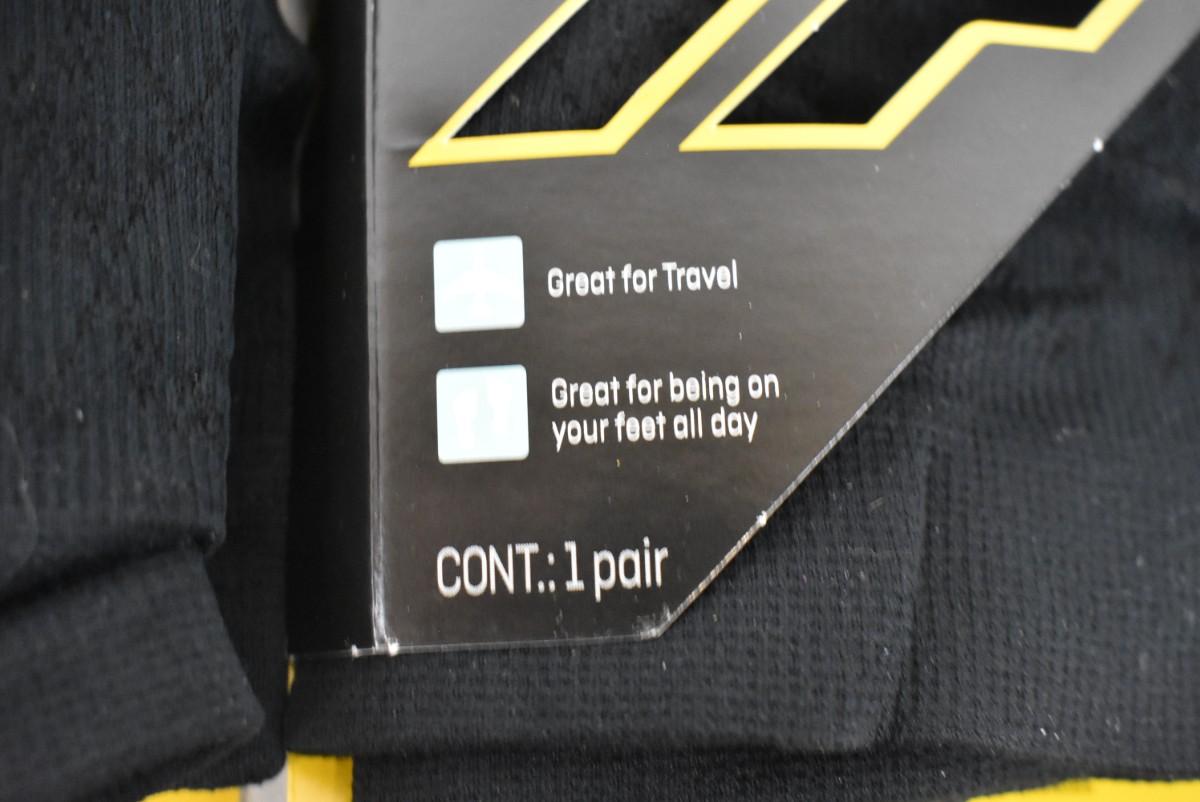 Great for Travel
Great for being on
your feet all day
CONT.: 1 pair